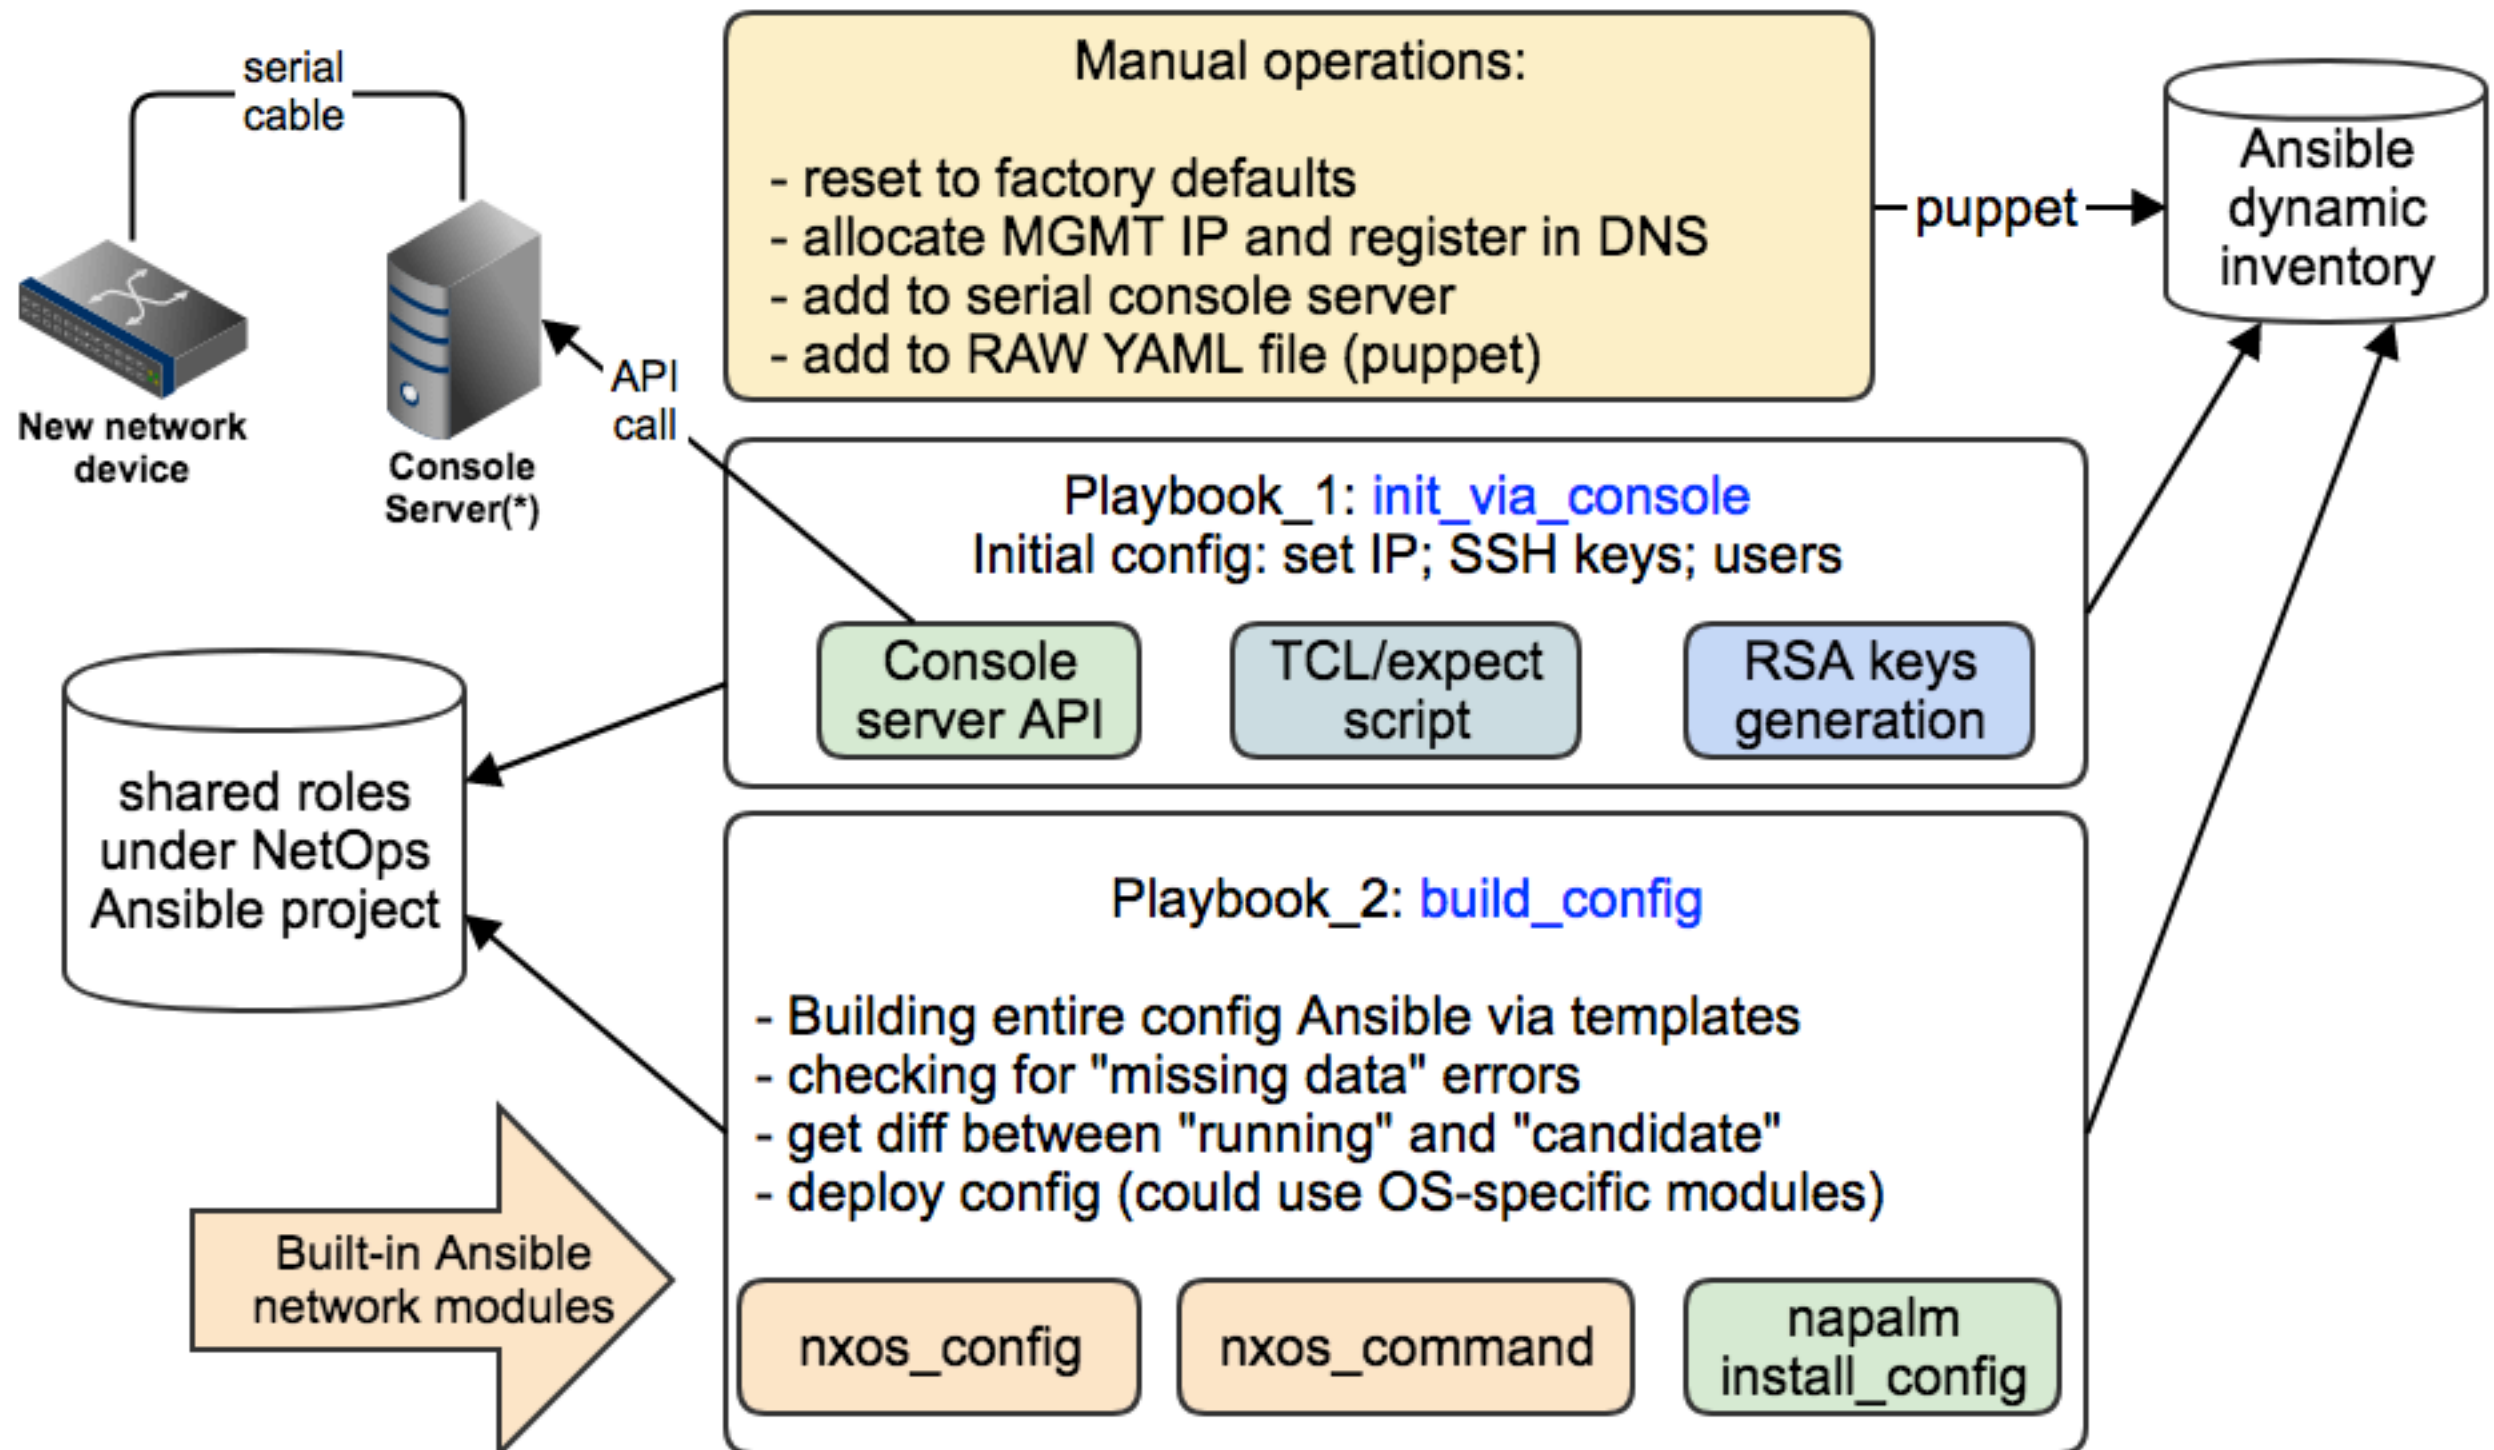 serial
cable
New network
device
Console
Server(*)
API
call
Manual operations:
- reset to factory defaults
- allocate MGMT IP and register in DNS
- add to serial console server
- add to RAW YAML file (puppet)
puppet
Ansible
dynamic
inventory
Playbook_1: init_via_console
Initial config: set IP; SSH keys; users
Console
server API
TCL/expect
script
RSA keys
generation
shared roles
under NetOps
Ansible project
Playbook_2: build_config
- Building entire config Ansible via templates
- checking for "missing data" errors
- get diff between "running" and "candidate"
- deploy config (could use OS-specific modules)
Built-in Ansible
network modules
nxos_config
nxos_command
napalm
install_config